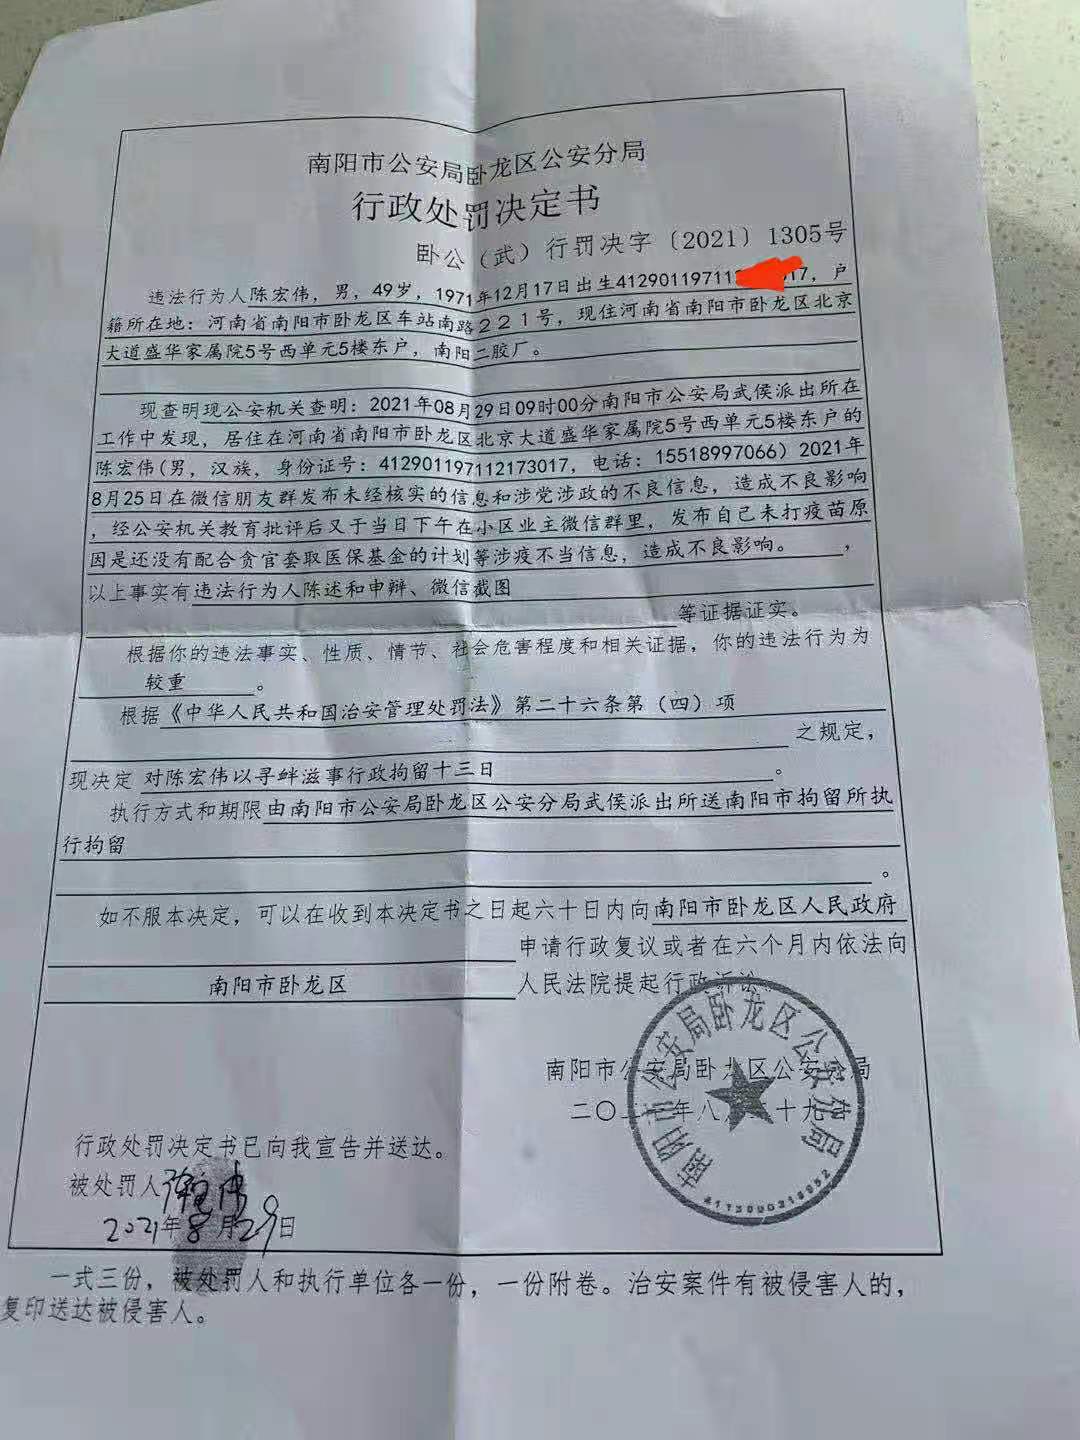 南阳市公安局卧龙区公安分局
行政处罚决定书
卧公（武）行罚决字〔2021〕1305号
违法行为人陈宏伟，男，49岁，1971年12月17日出生41290119711 017，户
籍所在地：河南省南阳市卧龙区车站南路２２１号，现住河南省南阳市卧龙区北京
大道盛华家属院5号西单元5楼东户，南阳二胶厂。
现查明现公安机关查明：2021年08月29日09时00分南阳市公安局武侯派出所在
工作中发现，居住在河南省南阳市卧龙区北京大道盛华家属院5号西单元5楼东户的
陈宏伟(男，汉族，身份证号：412901197112173017，电话：15518997066）2021年
8月25日在微信朋友群发布未经核实的信息和涉党涉政的不良信息，造成不良影响
，经公安机关教育批评后又于当日下午在小区业主微信群里，发布自己未打疫苗原
因是还没有配合贪官套取医保基金的计划等涉疫不当信息，造成不良影响。，
以上事实有违法行为人陈述和申辩、微信截图
等证据证实。
根据你的违法事实、性质、情节、社会危害程度和相关证据，你的违法行为为
较重。
根据《中华人民共和国治安管理处罚法》第二十六条第（四）项
之规定，
现决定 对陈宏伟以寻衅滋事行政拘留十三日。
执行方式和期限由南阳市公安局卧龙区公安分局武侯派出所送南阳市拘留所执
行拘留
。
如不服本决定，可以在收到本决定书之日起六十日内向南阳市卧龙区人民政府
申请行政复议或者在六个月内依法向
南阳市卧龙区人民法院提起行政诉讼。
南阳市公安局卧龙区公安分局
二〇二 年八月二十九
南阳市公安局卧龙区公安分局
行政处罚决定书已向我宣告并送达。
被处罚人 陈宏伟
2021年8月29日
一式三份，被处罚人和执行单位各一份，一份附卷。治安案件有被侵害人的，
复印送达被侵害人。